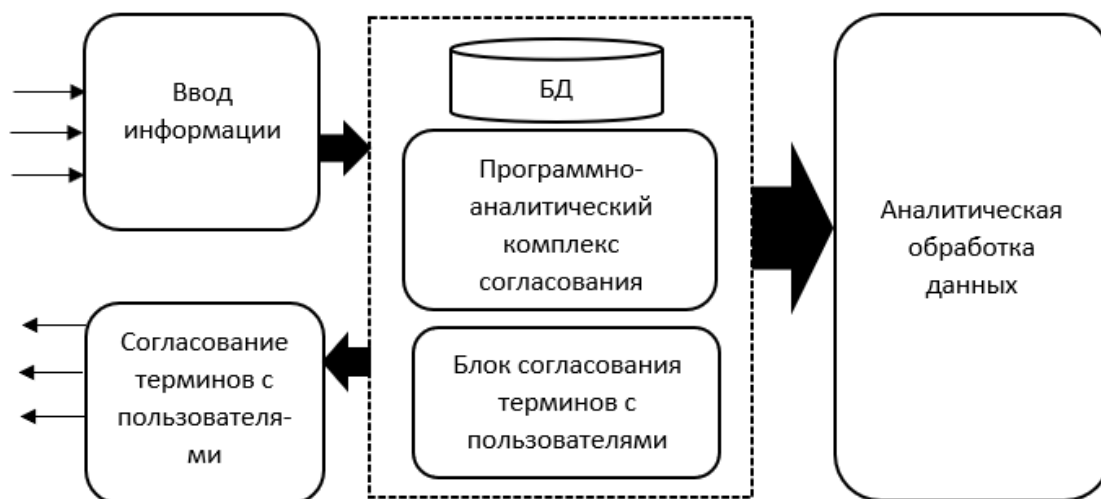 Ввод
информации
БД
Программно-
аналитический
комплекс
согласования
Блок согласования
терминов с
пользователями
Согласование
терминов с
пользователя-
ми
Аналитическая
обработка
данных